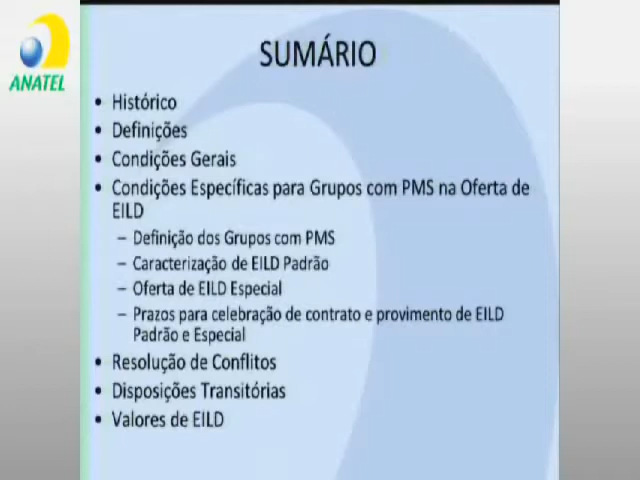 ANATEL
SUMÁRIO
• Histórico
• Definições
• Condições Gerais
• Condições Específicas para Grupos com PMS na Oferta de
EILD
– Definição dos Grupos com PMS
– Caracterização de EILD Padrão
– Oferta de EILD Especial
– Prazos para celebração de contrato e provimento de EILD
Padrão e Especial
• Resolução de Conflitos
• Disposições Transitórias
• Valores de EILD